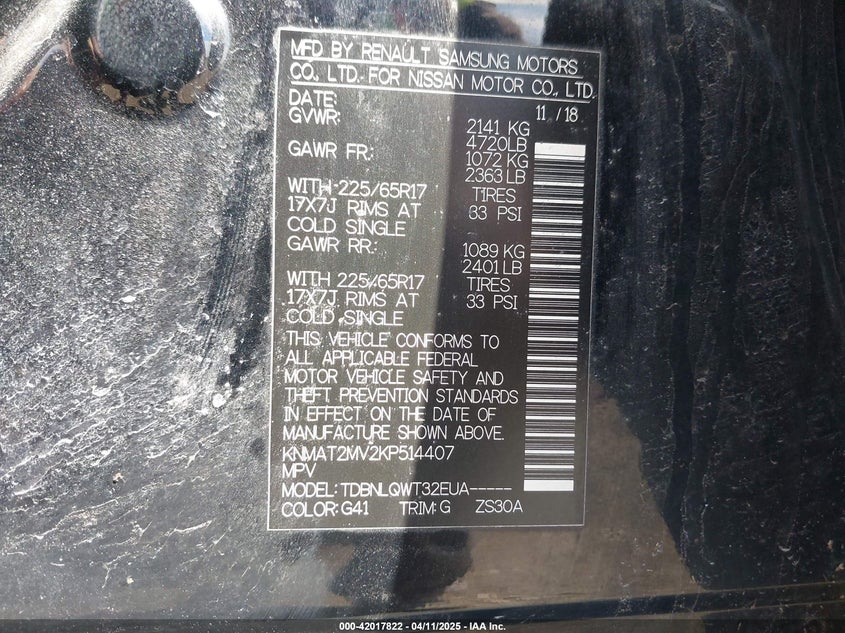 MFD BY RENAULT SAMSUNG MOTORS
CO., LTD. FOR NISSAN MOTOR CO., LTD.
DATE: 11 / 18
GVWR: 2141 KG
4720LB
GAWR FR: 1072 KG
2363 LB
WITH 225/65R17 TIRES
17X7J RIMS AT 33 PSI
COLD SINGLE
GAWR RR: 1089 KG
2401 LB
WITH 225/65R17 TIRES
17X7J RIMS AT 33 PSI
COLD SINGLE
THIS VEHICLE CONFORMS TO
ALL APPLICABLE FEDERAL
MOTOR VEHICLE SAFETY AND
THEFT PREVENTION STANDARDS
IN EFFECT ON THE DATE OF
MANUFACTURE SHOWN ABOVE.
KNMAT2MV2KP514407
MPV
MODEL: TDBNLQWT32EUA-----
COLOR: G41 TRIM: G ZS30A
000-42017822 - 04/11/2025 - IAA Inc.